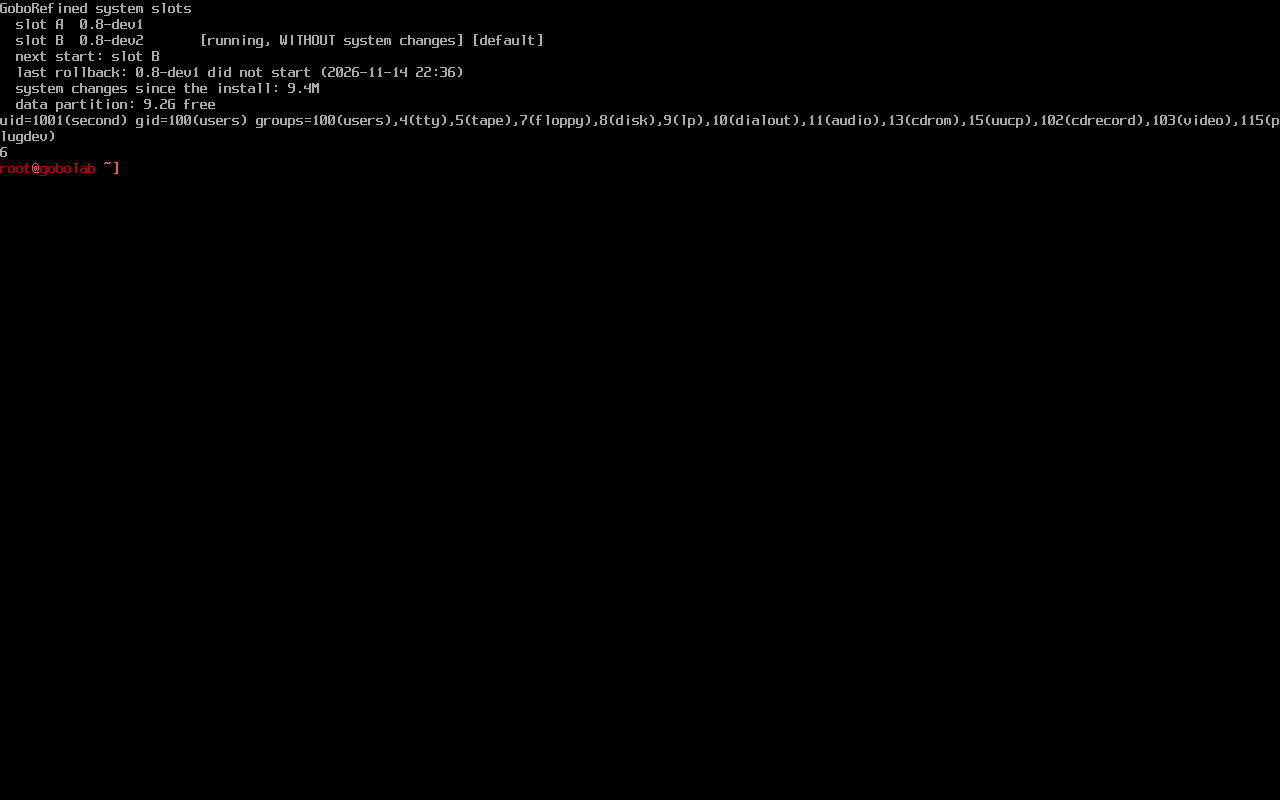 GoboRefined system slots
  slot A  0.8-dev1
  slot B  0.8-dev2       [running, WITHOUT system changes] [default]
  next start: slot B
  last rollback: 0.8-dev1 did not start (2026-11-14 22:36)
  system changes since the install: 9.4M
  data partition: 9.2G free
uid=1001(second) gid=100(users) groups=100(users),4(tty),5(tape),7(floppy),8(disk),9(lp),10(dialout),11(audio),13(cdrom),15(uucp),102(cdrecord),103(video),115(p
lugdev)
6
root@gobolab ~]